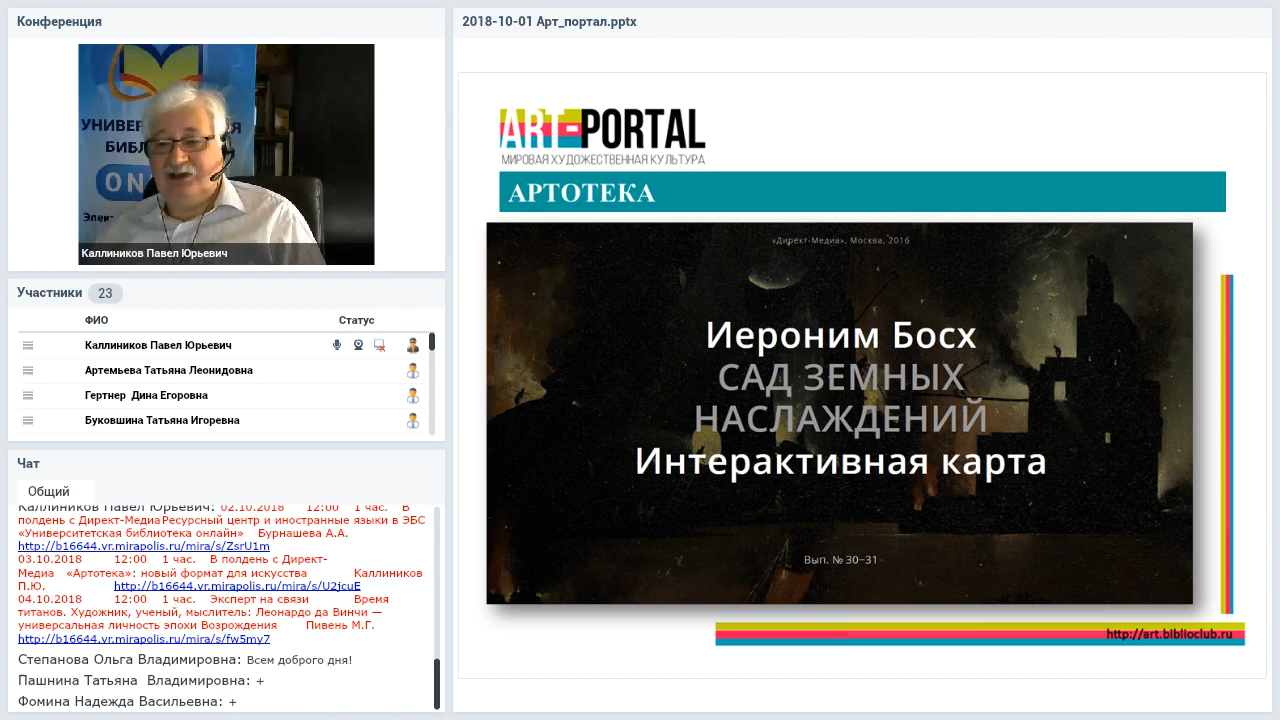 Конференция
УНИВЕР
Я
БИБЛ
ON
Элек
Каллиников Павел Юрьевич
Участники 23
ФИО Статус
Каллиников Павел Юрьевич
Артемьева Татьяна Леонидовна
Гертнер Дина Егоровна
Буковшина Татьяна Игоревна
Чат
Общий
Каллиников Павел Юрьевич: 02.10.2018 12:00 1 час. В
полдень с Директ-Медиа Ресурсный центр и иностранные языки в ЭБС
«Университетская библиотека онлайн» Бурнашева А.А.
http://b16644.vr.mirapolis.ru/mira/s/ZsrU1m
03.10.2018 12:00 1 час. В полдень с Директ-
Медиа «Артотека»: новый формат для искусства Каллиников
П.Ю. http://b16644.vr.mirapolis.ru/mira/s/U2jcuE
04.10.2018 12:00 1 час. Эксперт на связи Время
титанов. Художник, ученый, мыслитель: Леонардо да Винчи —
универсальная личность эпохи Возрождения Пивень М.Г.
http://b16644.vr.mirapolis.ru/mira/s/fw5my7
Степанова Ольга Владимировна: Всем доброго дня!
Пашнина Татьяна Владимировна: +
Фомина Надежда Васильевна: +
2018-10-01 Арт_портал.pptx
ART-PORTAL
МИРОВАЯ ХУДОЖЕСТВЕННАЯ КУЛЬТУРА
АРТОТЕКА
«Директ-Медиа», Москва, 2016
Иероним Босх
САД ЗЕМНЫХ
НАСЛАЖДЕНИЙ
Интерактивная карта
Вып. № 30–31
http://art.biblioclub.ru